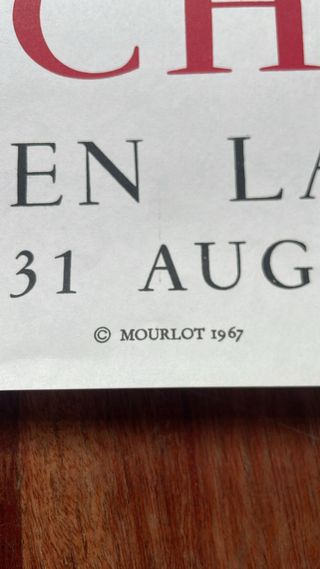 CH
EN LA
31 AUG
© MOURLOT 1967